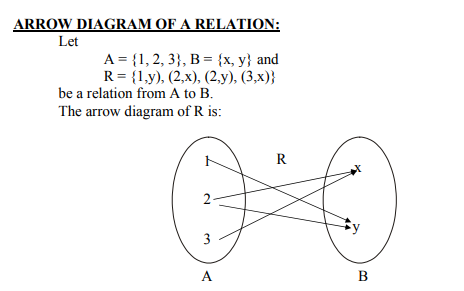 ARROW DIAGRAM OF A RELATION:
Let
A = {1, 2, 3}, B = {x, y} and
R = {1,y), (2,x), (2,y), (3,x)}
be a relation from A to B.
The arrow diagram of R is:
1
R
x
2
y
3
A
B